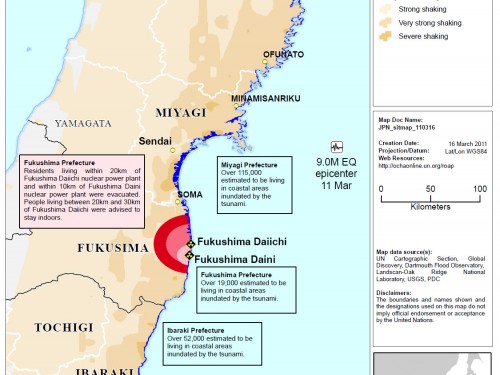 Strong shaking
Very strong shaking
Severe shaking
OFUNATO
MIYAGI
MINAMISANRIKU
YAMAGATA
Sendai
9.0M EQ
epicenter
11 Mar
Fukushima Prefecture
Residents living within 20km of
Fukushima Daiichi nuclear power plant
and within 10km of Fukushima Daini
nuclear power plant were evacuated.
People living between 20km and 30km
of Fukushima Daiichi were advised to
stay indoors.
Miyagi Prefecture
Over 115,000
estimated to be living
in coastal areas
inundated by the
tsunami.
SOMA
FUKUSIMA
Fukushima Daiichi
Fukushima Daini
Fukushima Prefecture
Over 19,000 estimated to be
living in coastal areas
inundated by the tsunami.
TOCHIGI
Ibaraki Prefecture
Over 52,000 estimated to be
living in coastal areas
inundated by the tsunami.
IBARAKI
Map Doc Name:
JPN_sitmap_110316
Creation Date: 16 March 2011
Projection/Datum: Lat/Lon WGS84
Web Resources:
http://ochaonline.un.org/roap
0 50 100
Kilometers
Map data source(s):
UN Cartographic Section, Global
Discovery, Dartmouth Flood Observatory,
Landscan-Oak Ridge National
Laboratory, USGS, PDC
Disclaimers:
The boundaries and names shown and
the designations used on this map do not
imply official endorsement or acceptance
by the United Nations.